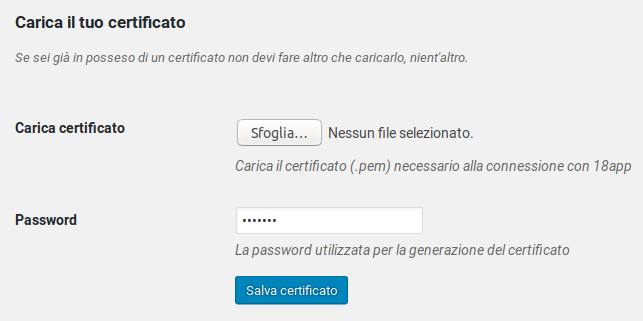 Carica il tuo certificato
Se sei già in posseso di un certificato non devi fare altro che caricarlo, nient'altro.
Carica certificato
Sfoglia... Nessun file selezionato.
Carica il certificato (.pem) necessario alla connessione con 18app
Password
•••••••
La password utilizzata per la generazione del certificato
Salva certificato